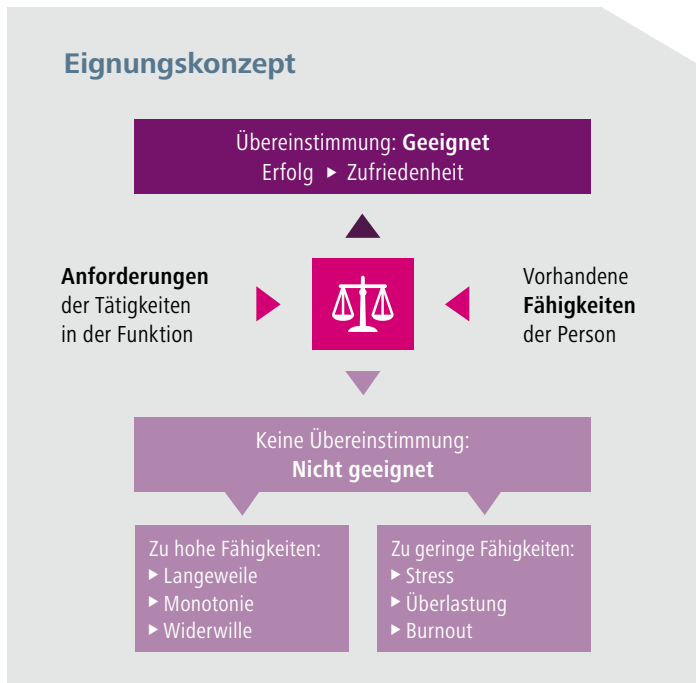 Eignungskonzept
Übereinstimmung: Geeignet
Erfolg ▸ Zufriedenheit
Anforderungen
der Tätigkeiten
in der Funktion
Vorhandene
Fähigkeiten
der Person
Keine Übereinstimmung:
Nicht geeignet
Zu hohe Fähigkeiten:
▸ Langeweile
▸ Monotonie
▸ Widerwille
Zu geringe Fähigkeiten:
▸ Stress
▸ Überlastung
▸ Burnout